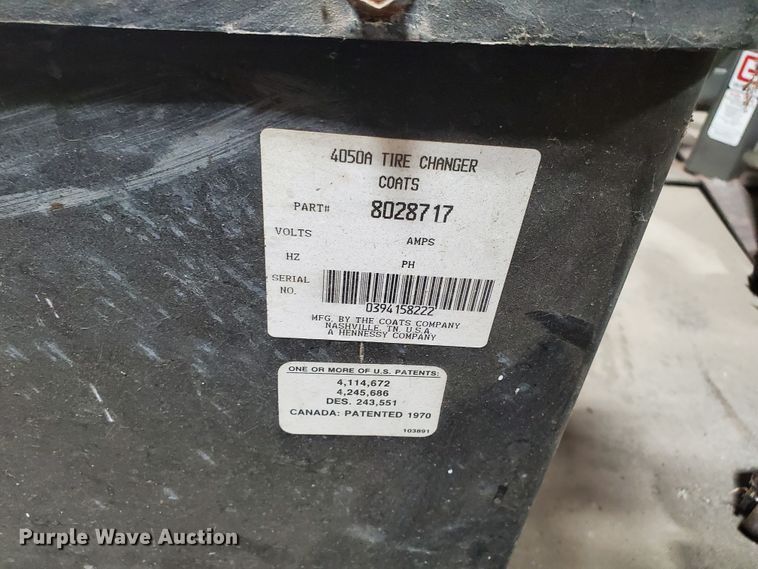 4050A TIRE CHANGER
COATS
PART# 8028717
VOLTS AMPS
HZ PH
SERIAL
NO.
0394158222
MFG. BY THE COATS COMPANY
NASHVILLE, TN, U.S.A
A HENNESSY COMPANY
ONE OR MORE OF U.S. PATENTS:
4,114,672
4,245,686
DES. 243,551
CANADA: PATENTED 1970
103891
Purple Wave Auction